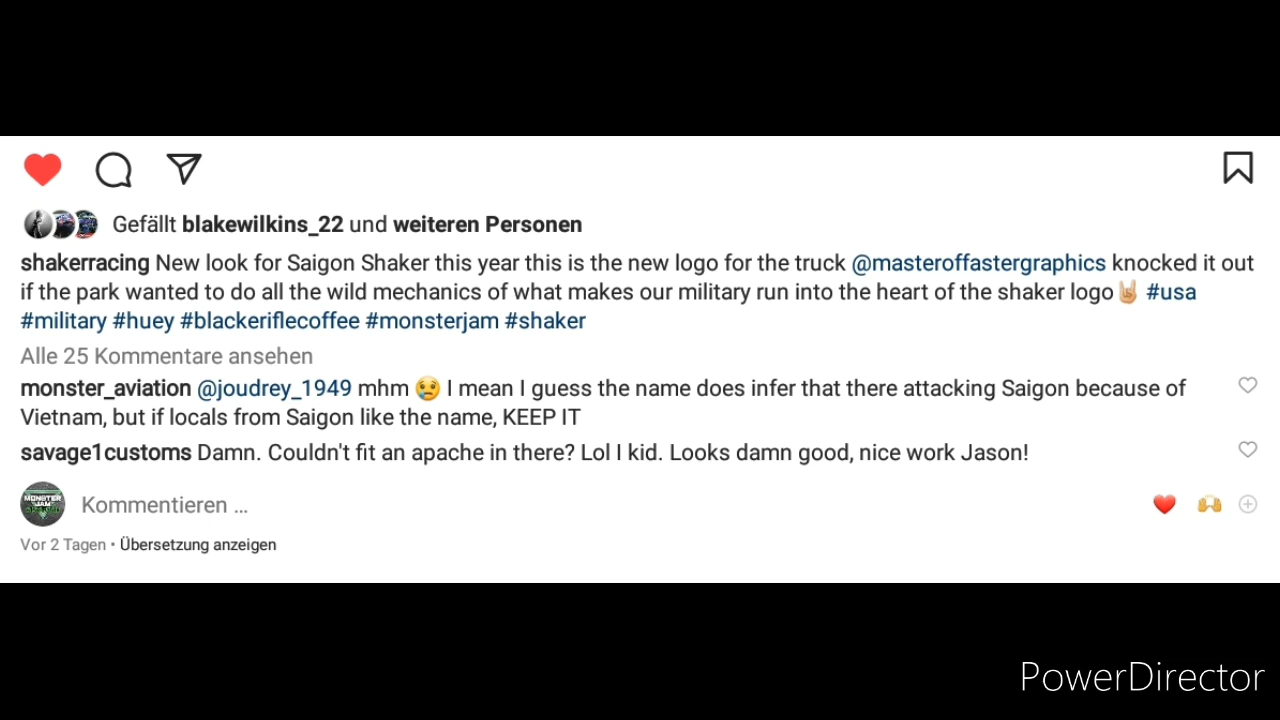 Gefällt blakewilkins_22 und weiteren Personen
shakerracing New look for Saigon Shaker this year this is the new logo for the truck @masteroffastergraphics knocked it out
if the park wanted to do all the wild mechanics of what makes our military run into the heart of the shaker logo🤘🏼 #usa
#military #huey #blackeriflecoffee #monsterjam #shaker
Alle 25 Kommentare ansehen
monster_aviation @joudrey_1949 mhm 😢 I mean I guess the name does infer that there attacking Saigon because of
Vietnam, but if locals from Saigon like the name, KEEP IT
savage1customs Damn. Couldn't fit an apache in there? Lol I kid. Looks damn good, nice work Jason!
MONSTER
JAM
Kommentieren ...
Vor 2 Tagen • Übersetzung anzeigen
PowerDirector